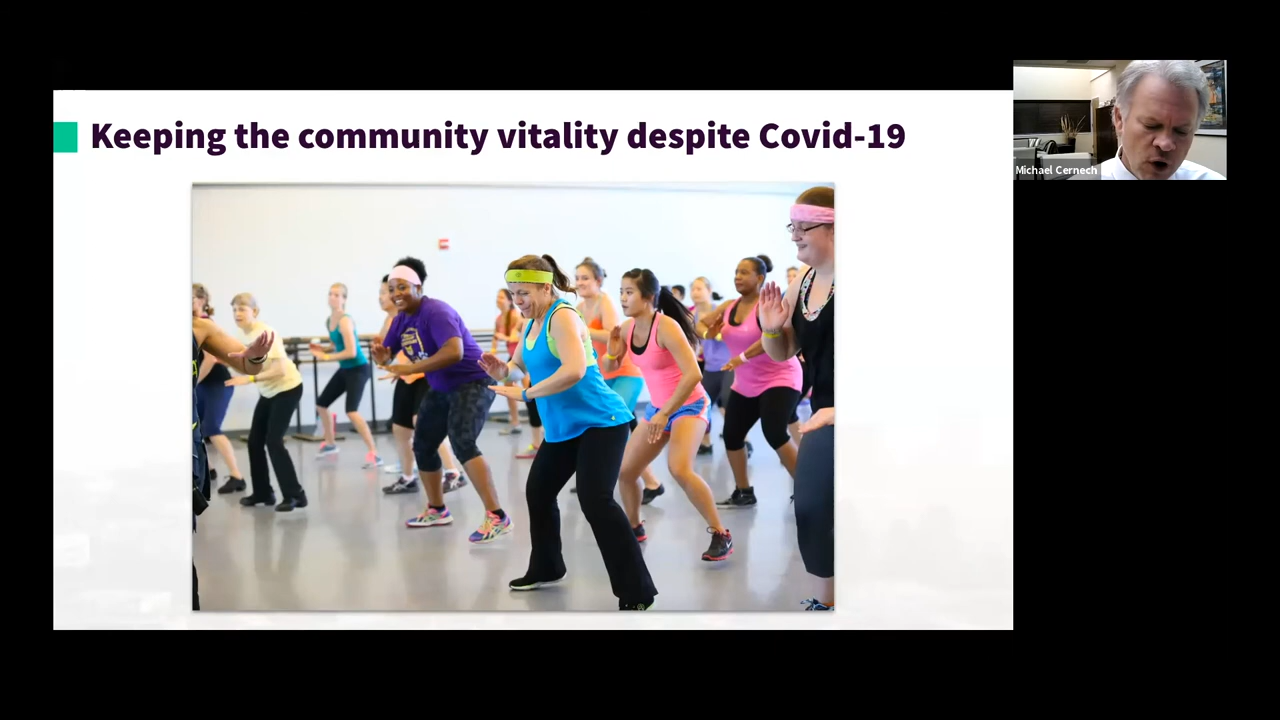 Keeping the community vitality despite Covid-19
Michael Cernech